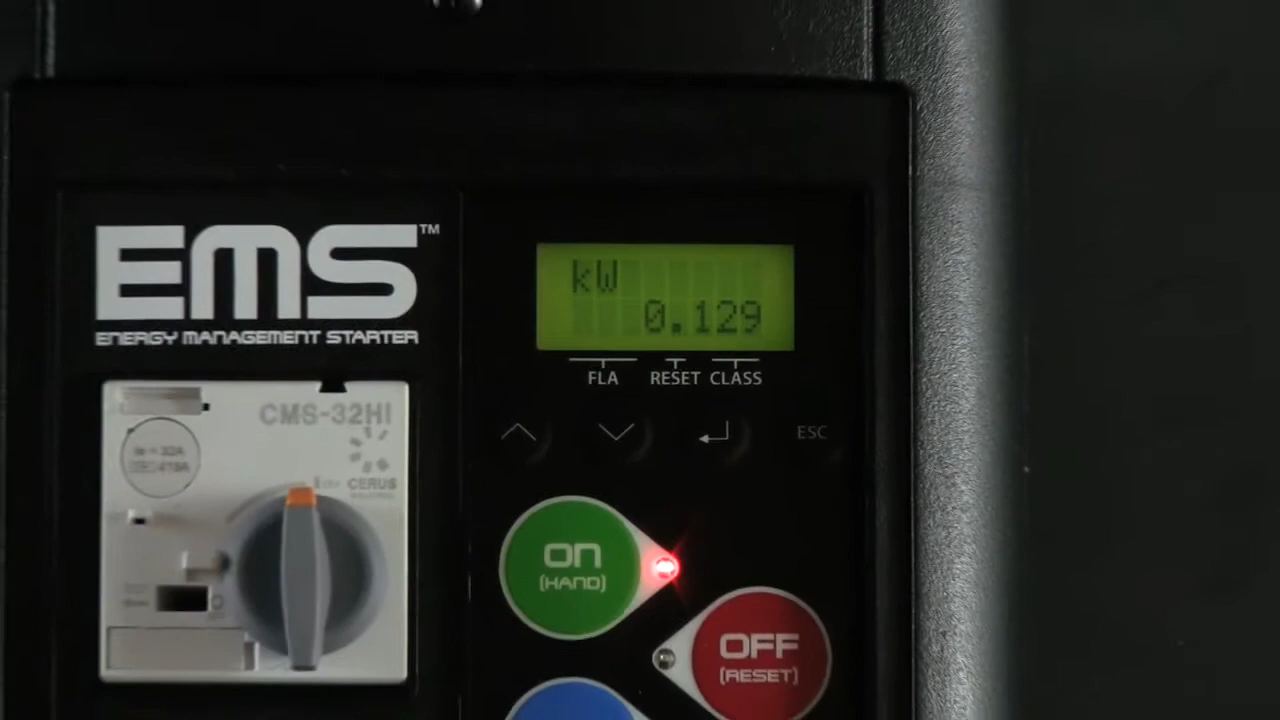 EMS™
ENERGY MANAGEMENT STARTER
kW
0.129
FLA RESET CLASS
ESC
CMS-32HI
CERUS
ON
(HAND)
OFF
(RESET)